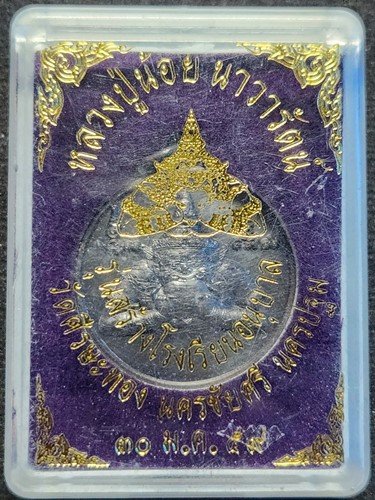 หลวงปู่น้อย นาวารัตน์
รุ่นสร้างโรงเรียนอนุบาล
วัดศีรษะทอง นครชัยศรี นครปฐม
๓๐ ม.ค.